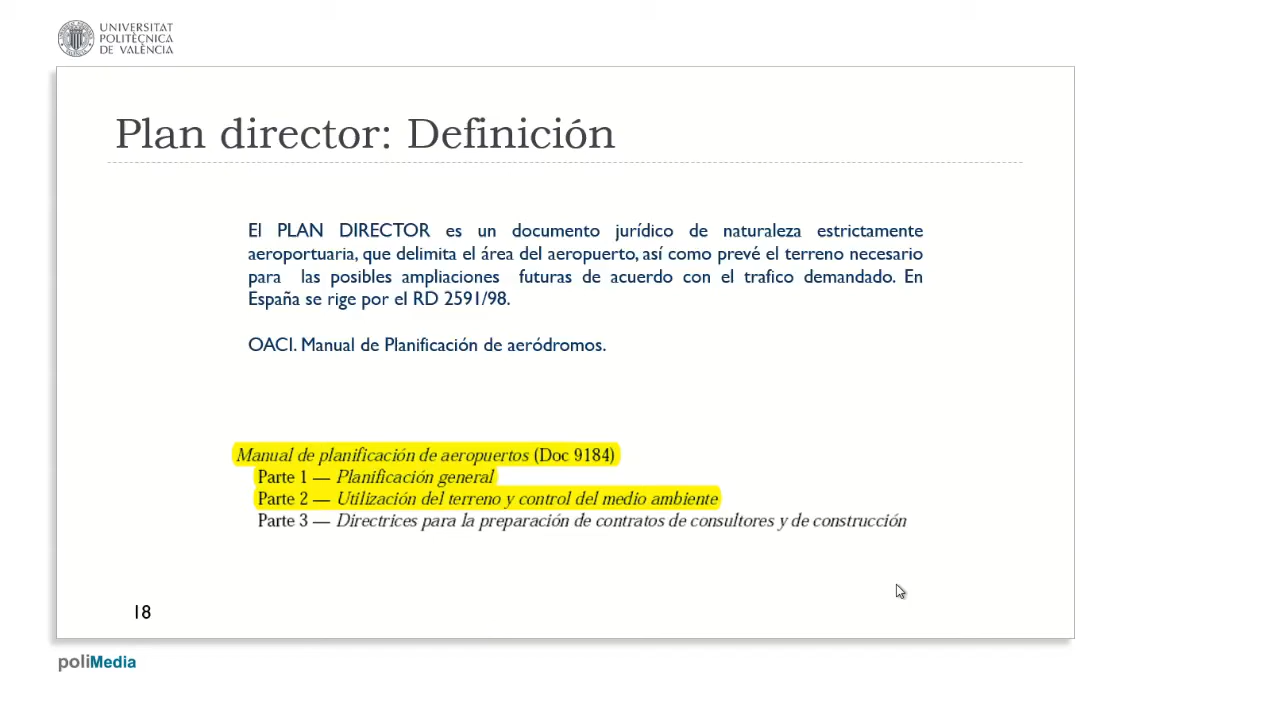 UNIVERSITAT
POLITÈCNICA
DE VALÈNCIA
Plan director: Definición
El PLAN DIRECTOR es un documento jurídico de naturaleza estrictamente
aeroportuaria, que delimita el área del aeropuerto, así como prevé el terreno necesario
para las posibles ampliaciones futuras de acuerdo con el trafico demandado. En
España se rige por el RD 2591/98.
OACI. Manual de Planificación de aeródromos.
Manual de planificación de aeropuertos (Doc 9184)
Parte 1 — Planificación general
Parte 2 — Utilización del terreno y control del medio ambiente
Parte 3 — Directrices para la preparación de contratos de consultores y de construcción
18
poliMedia